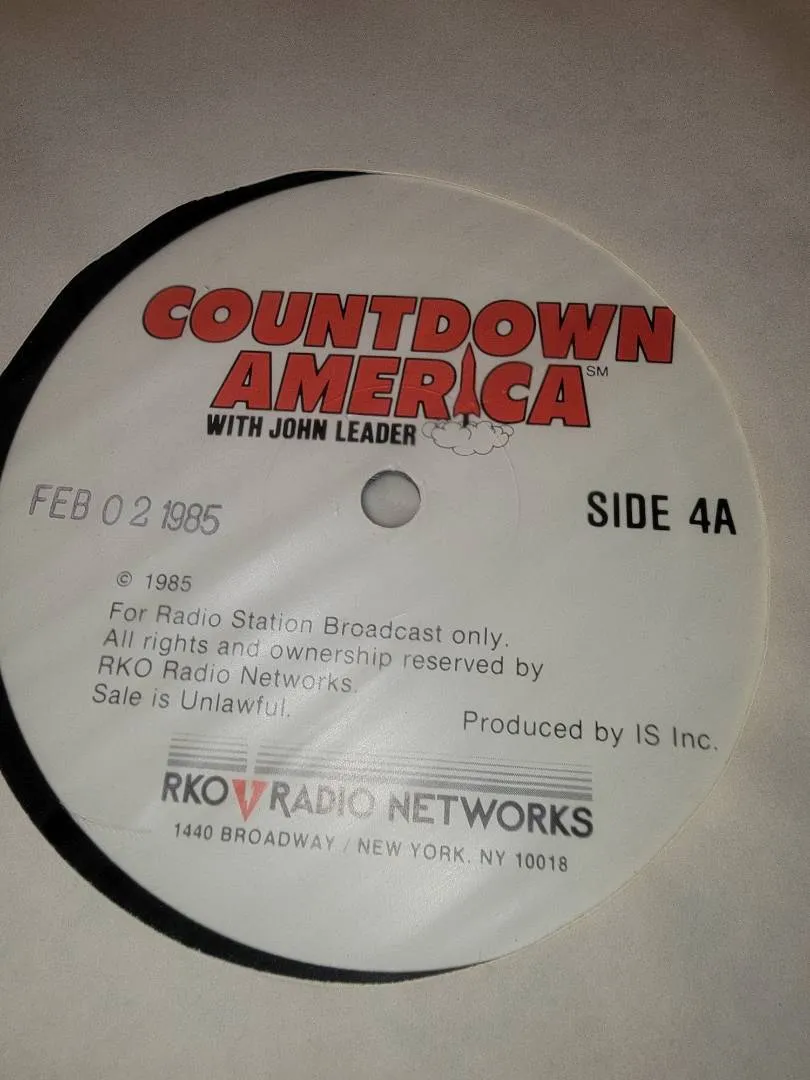 COUNTDOWN
AMERICA SM
WITH JOHN LEADER
FEB 02 1985
SIDE 4A
© 1985
For Radio Station Broadcast only.
All rights and ownership reserved by
RKO Radio Networks.
Sale is Unlawful.
Produced by IS Inc.
RKO RADIO NETWORKS
1440 BROADWAY / NEW YORK, NY 10018